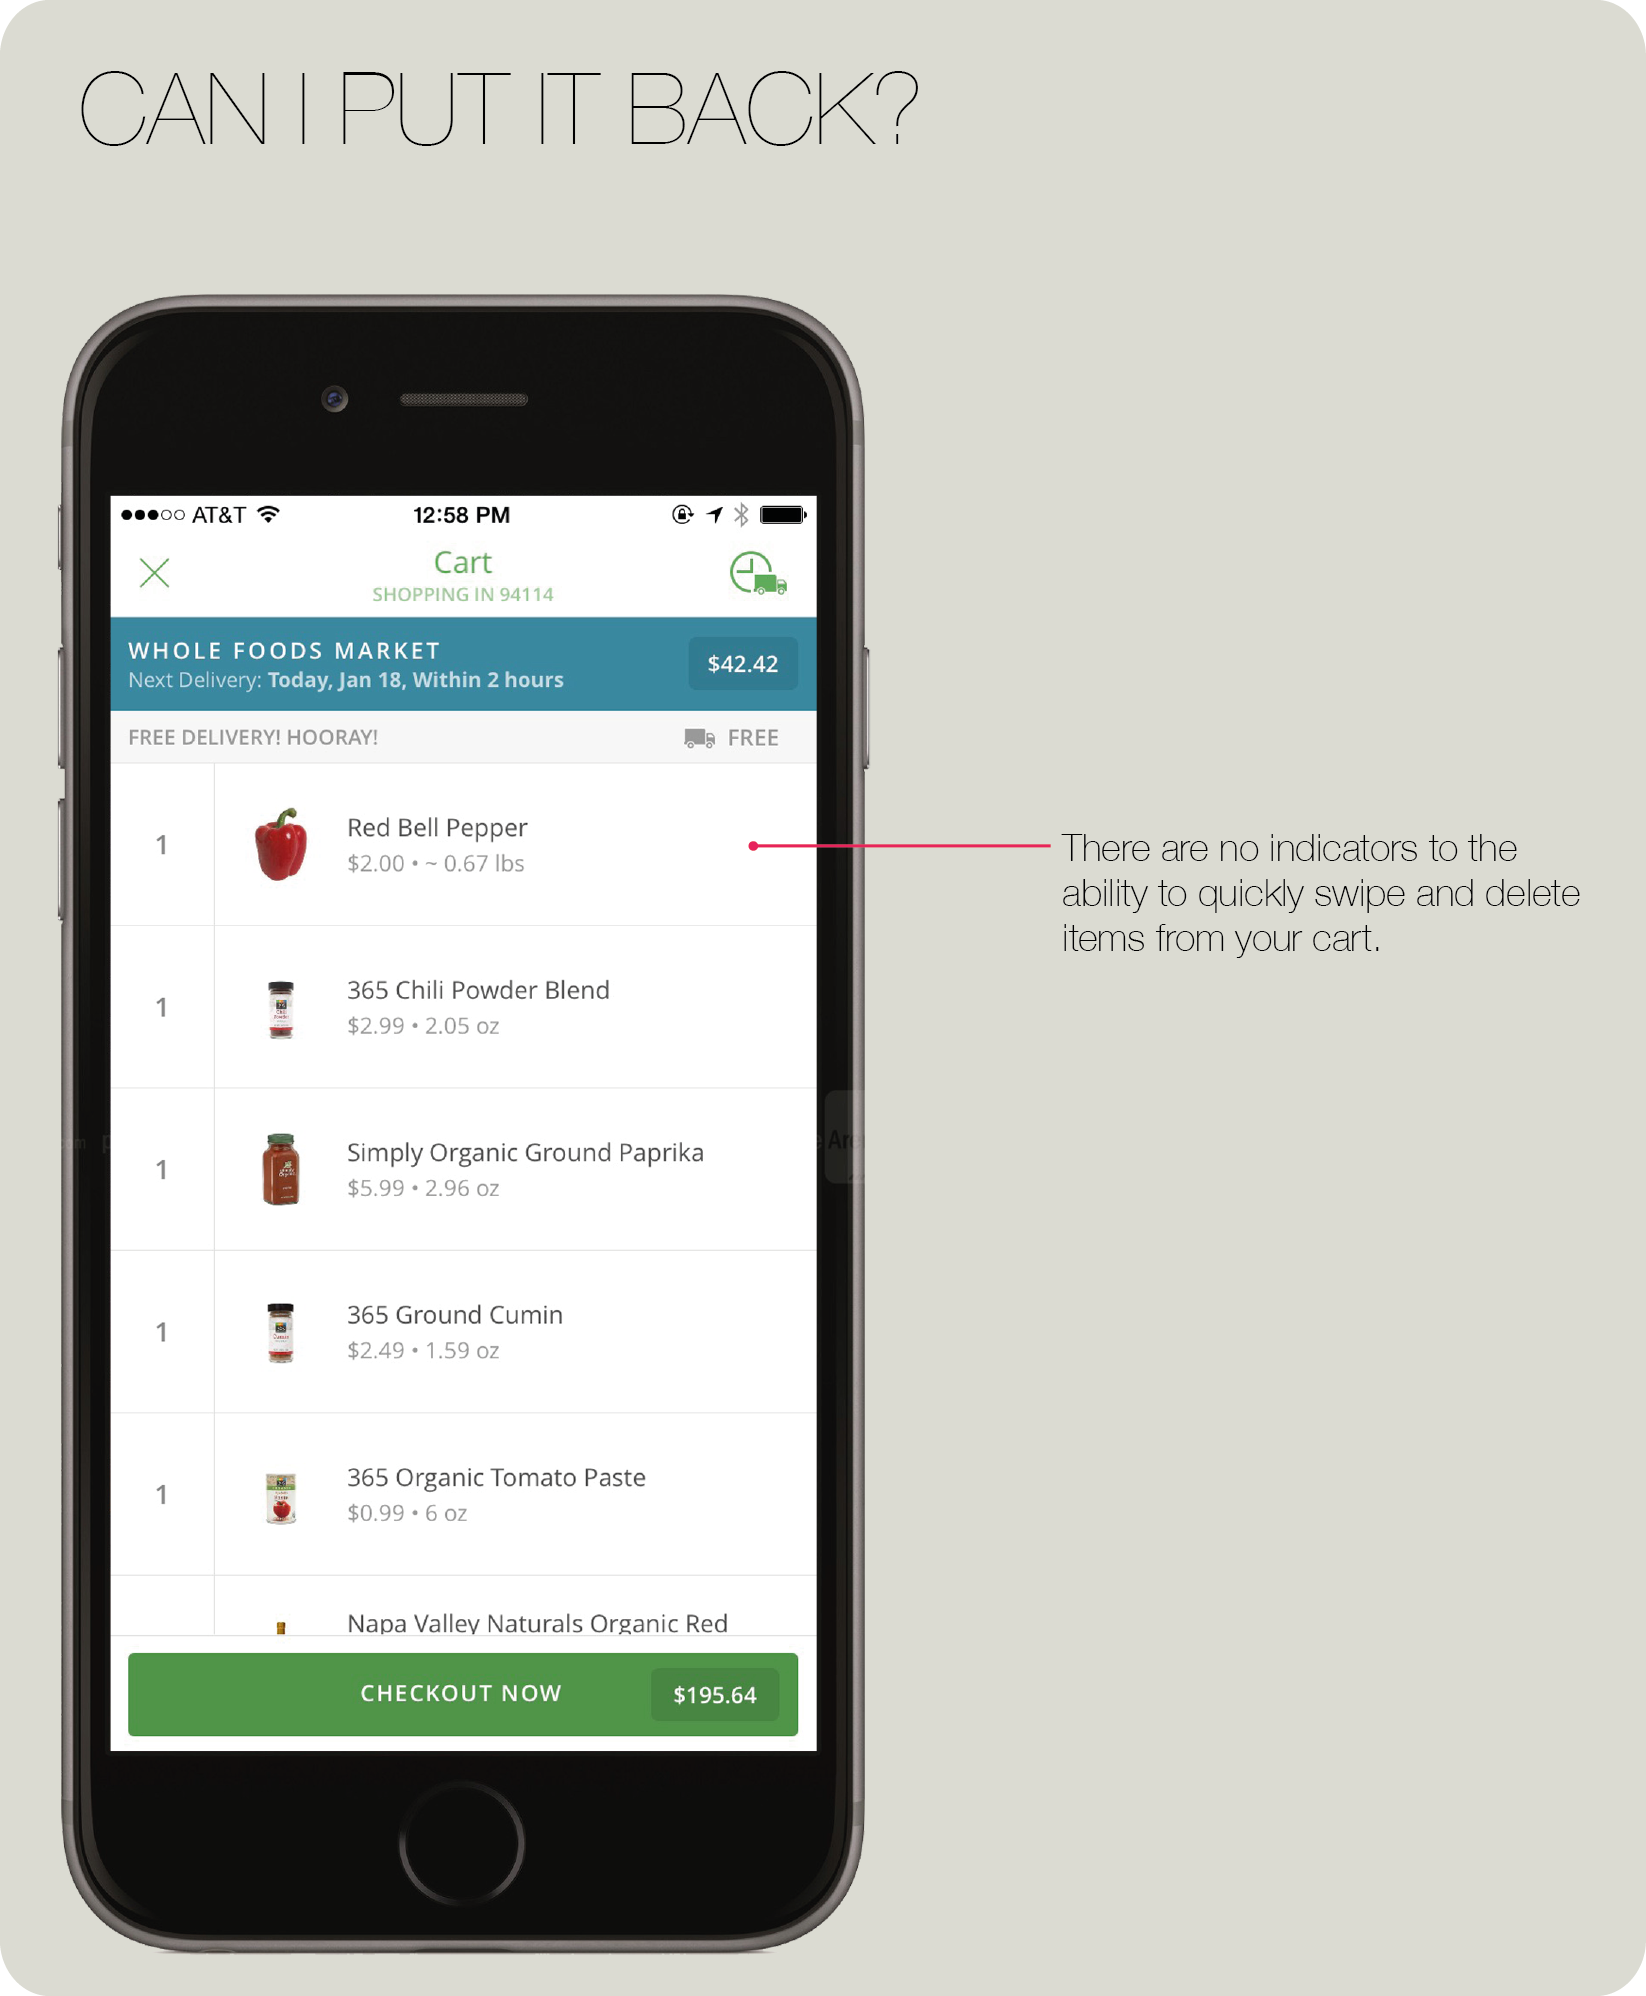 CAN I PUT IT BACK?
AT&T 12:58 PM
Cart
SHOPPING IN 94114
WHOLE FOODS MARKET
$42.42
Next Delivery: Today, Jan 18, Within 2 hours
FREE DELIVERY! HOORAY! FREE
1 Red Bell Pepper
$2.00 • ~ 0.67 lbs
There are no indicators to the
ability to quickly swipe and delete
items from your cart.
1 365 Chili Powder Blend
$2.99 • 2.05 oz
1 Simply Organic Ground Paprika
$5.99 • 2.96 oz
1 365 Ground Cumin
$2.49 • 1.59 oz
1 365 Organic Tomato Paste
$0.99 • 6 oz
Napa Valley Naturals Organic Red
CHECKOUT NOW $195.64